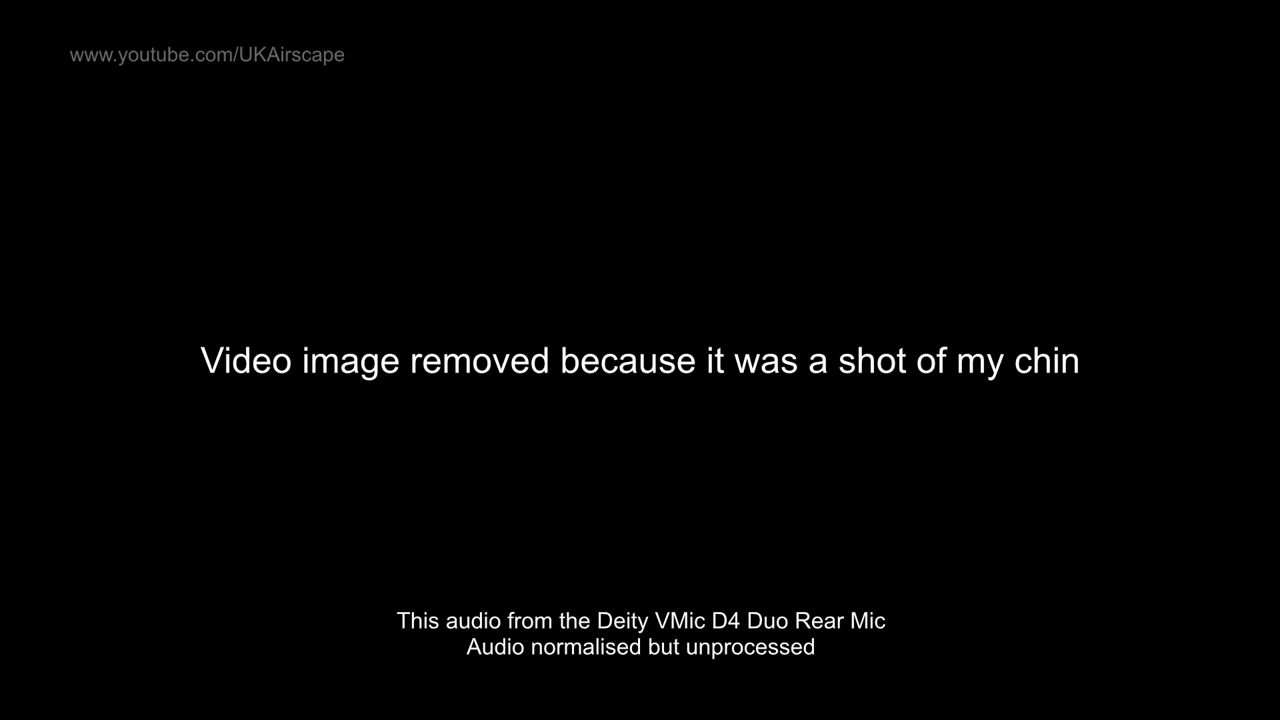 www.youtube.com/UKAirscape
Video image removed because it was a shot of my chin
This audio from the Deity VMic D4 Duo Rear Mic
Audio normalised but unprocessed